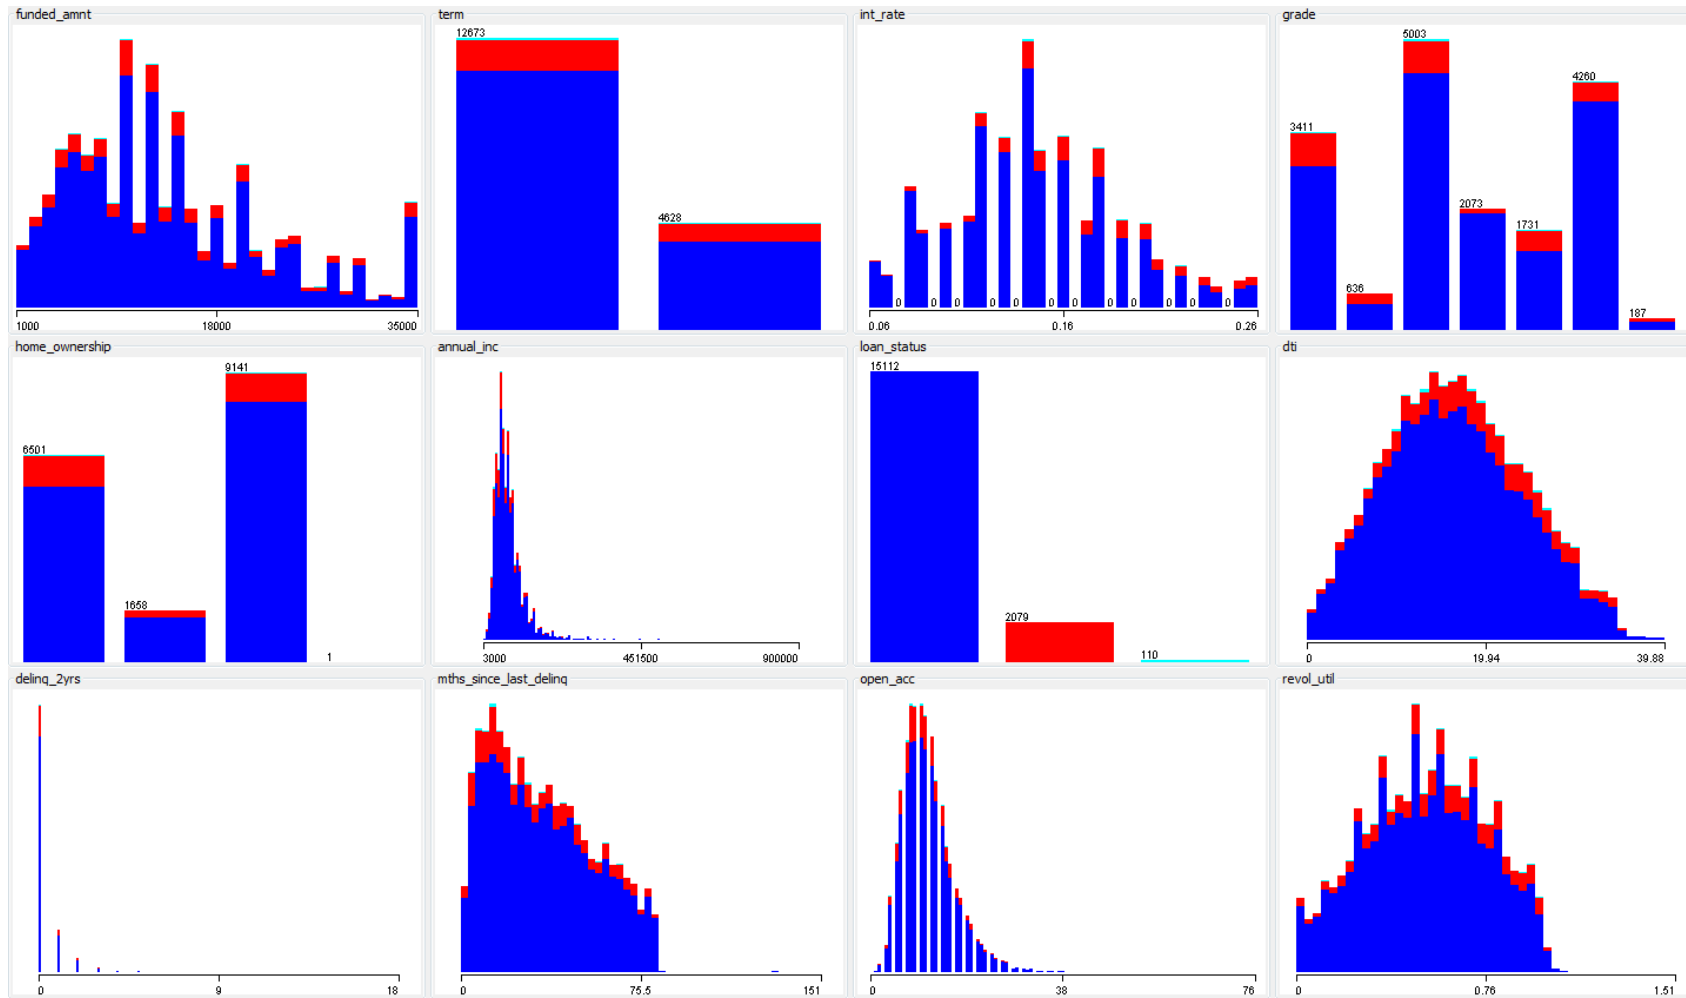 funded_amnt
1000 18000 35000
term
12673
4628
int_rate
0 0 0 0 0 0 0 0 0 0 0 0
0.06 0.16 0.26
grade
3411
636
5003
2073
1731
4260
187
home_ownership
6501
1658
9141
1
annual_inc
3000 451500 900000
loan_status
15112
2079
110
dti
0 19.94 39.88
delinq_2yrs
0 9 18
mths_since_last_delinq
0 75.5 151
open_acc
0 38 76
revol_util
0 0.76 1.51